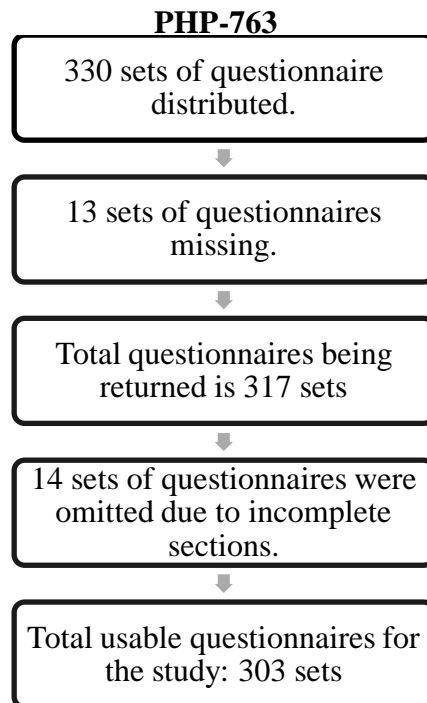 PHP-763
330 sets of questionnaire
distributed.
13 sets of questionnaires
missing.
Total questionnaires being
returned is 317 sets
14 sets of questionnaires were
omitted due to incomplete
sections.
Total usable questionnaires for
the study: 303 sets